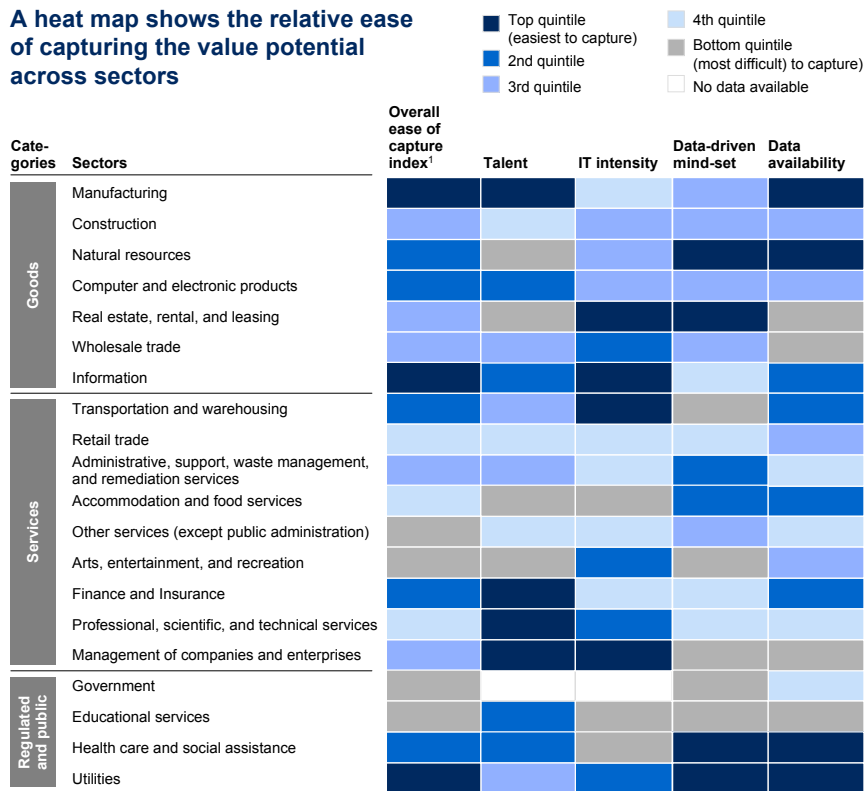 A heat map shows the relative ease
of capturing the value potential
across sectors
Top quintile
(easiest to capture)
2nd quintile
3rd quintile
4th quintile
Bottom quintile
(most difficult) to capture)
No data available
Cate-
gories
Sectors
Overall
ease of
capture
index1
Talent
IT intensity
Data-driven
mind-set
Data
availability
Goods
Manufacturing
Construction
Natural resources
Computer and electronic products
Real estate, rental, and leasing
Wholesale trade
Information
Services
Transportation and warehousing
Retail trade
Administrative, support, waste management,
and remediation services
Accommodation and food services
Other services (except public administration)
Arts, entertainment, and recreation
Finance and Insurance
Professional, scientific, and technical services
Management of companies and enterprises
Regulated
and public
Government
Educational services
Health care and social assistance
Utilities